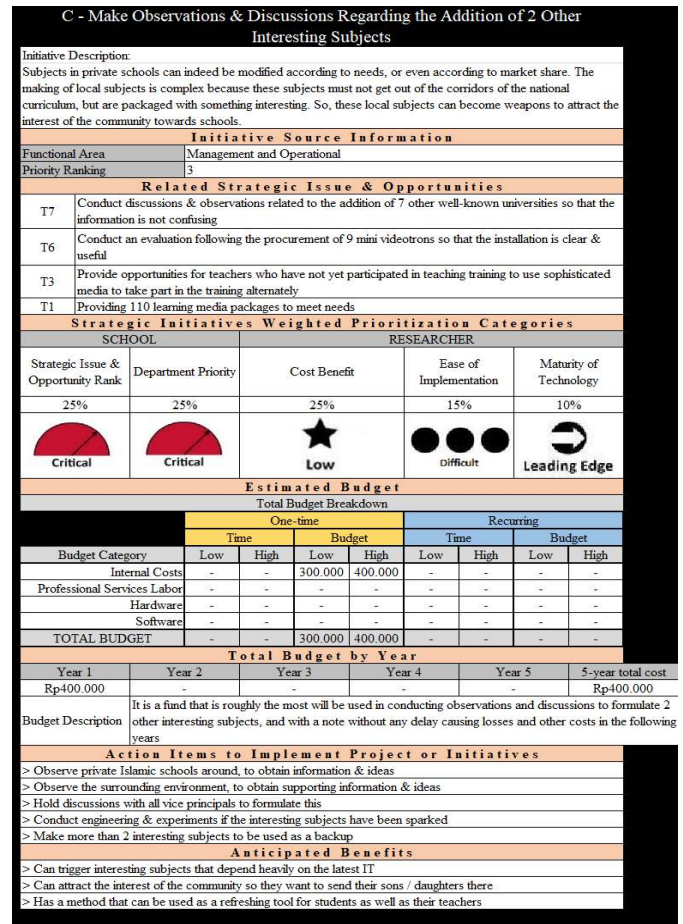 C - Make Observations & Discussions Regarding the Addition of 2 Other
Interesting Subjects
Initiative Description:
Subjects in private schools can indeed be modified according to needs, or even according to market share. The
making of local subjects is complex because these subjects must not get out of the corridors of the national
curriculum, but are packaged with something interesting. So, these local subjects can become weapons to attract the
interest of the community towards schools.
Initiative Source Information
Functional Area Management and Operational
Priority Ranking 3
Related Strategic Issue & Opportunities
T7 Conduct discussions & observations related to the addition of 7 other well-known universities so that the
information is not confusing
T6 Conduct an evaluation following the procurement of 9 mini videotrons so that the installation is clear &
useful
T3 Provide opportunities for teachers who have not yet participated in teaching training to use sophisticated
media to take part in the training alternately
T1 Providing 110 learning media packages to meet needs
Strategic Initiatives Weighted Prioritization Categories
SCHOOL RESEARCHER
Strategic Issue &
Opportunity Rank
Department Priority
Cost Benefit
Ease of
Implementation
Maturity of
Technology
25% 25% 25% 15% 10%
Critical Critical Low Difficult Leading Edge
Estimated Budget
Total Budget Breakdown
One-time Recurring
Time Budget Time Budget
Budget Category Low High Low High Low High Low High
Internal Costs - - 300.000 400.000 - - - -
Professional Services Labor - - - - - - - -
Hardware - - - - - - - -
Software - - - - - - - -
TOTAL BUDGET - - 300.000 400.000 - - - -
Total Budget by Year
Year 1 Year 2 Year 3 Year 4 Year 5 5-year total cost
Rp400.000 - - - - Rp400.000
Budget Description
It is a fund that is roughly the most will be used in conducting observations and discussions to formulate 2
other interesting subjects, and with a note without any delay causing losses and other costs in the following
years
Action Items to Implement Project or Initiatives
> Observe private Islamic schools around, to obtain information & ideas
> Observe the surrounding environment, to obtain supporting information & ideas
> Hold discussions with all vice principals to formulate this
> Conduct engineering & experiments if the interesting subjects have been sparked
> Make more than 2 interesting subjects to be used as a backup
Anticipated Benefits
> Can trigger interesting subjects that depend heavily on the latest IT
> Can attract the interest of the community so they want to send their sons / daughters there
> Has a method that can be used as a refreshing tool for students as well as their teachers